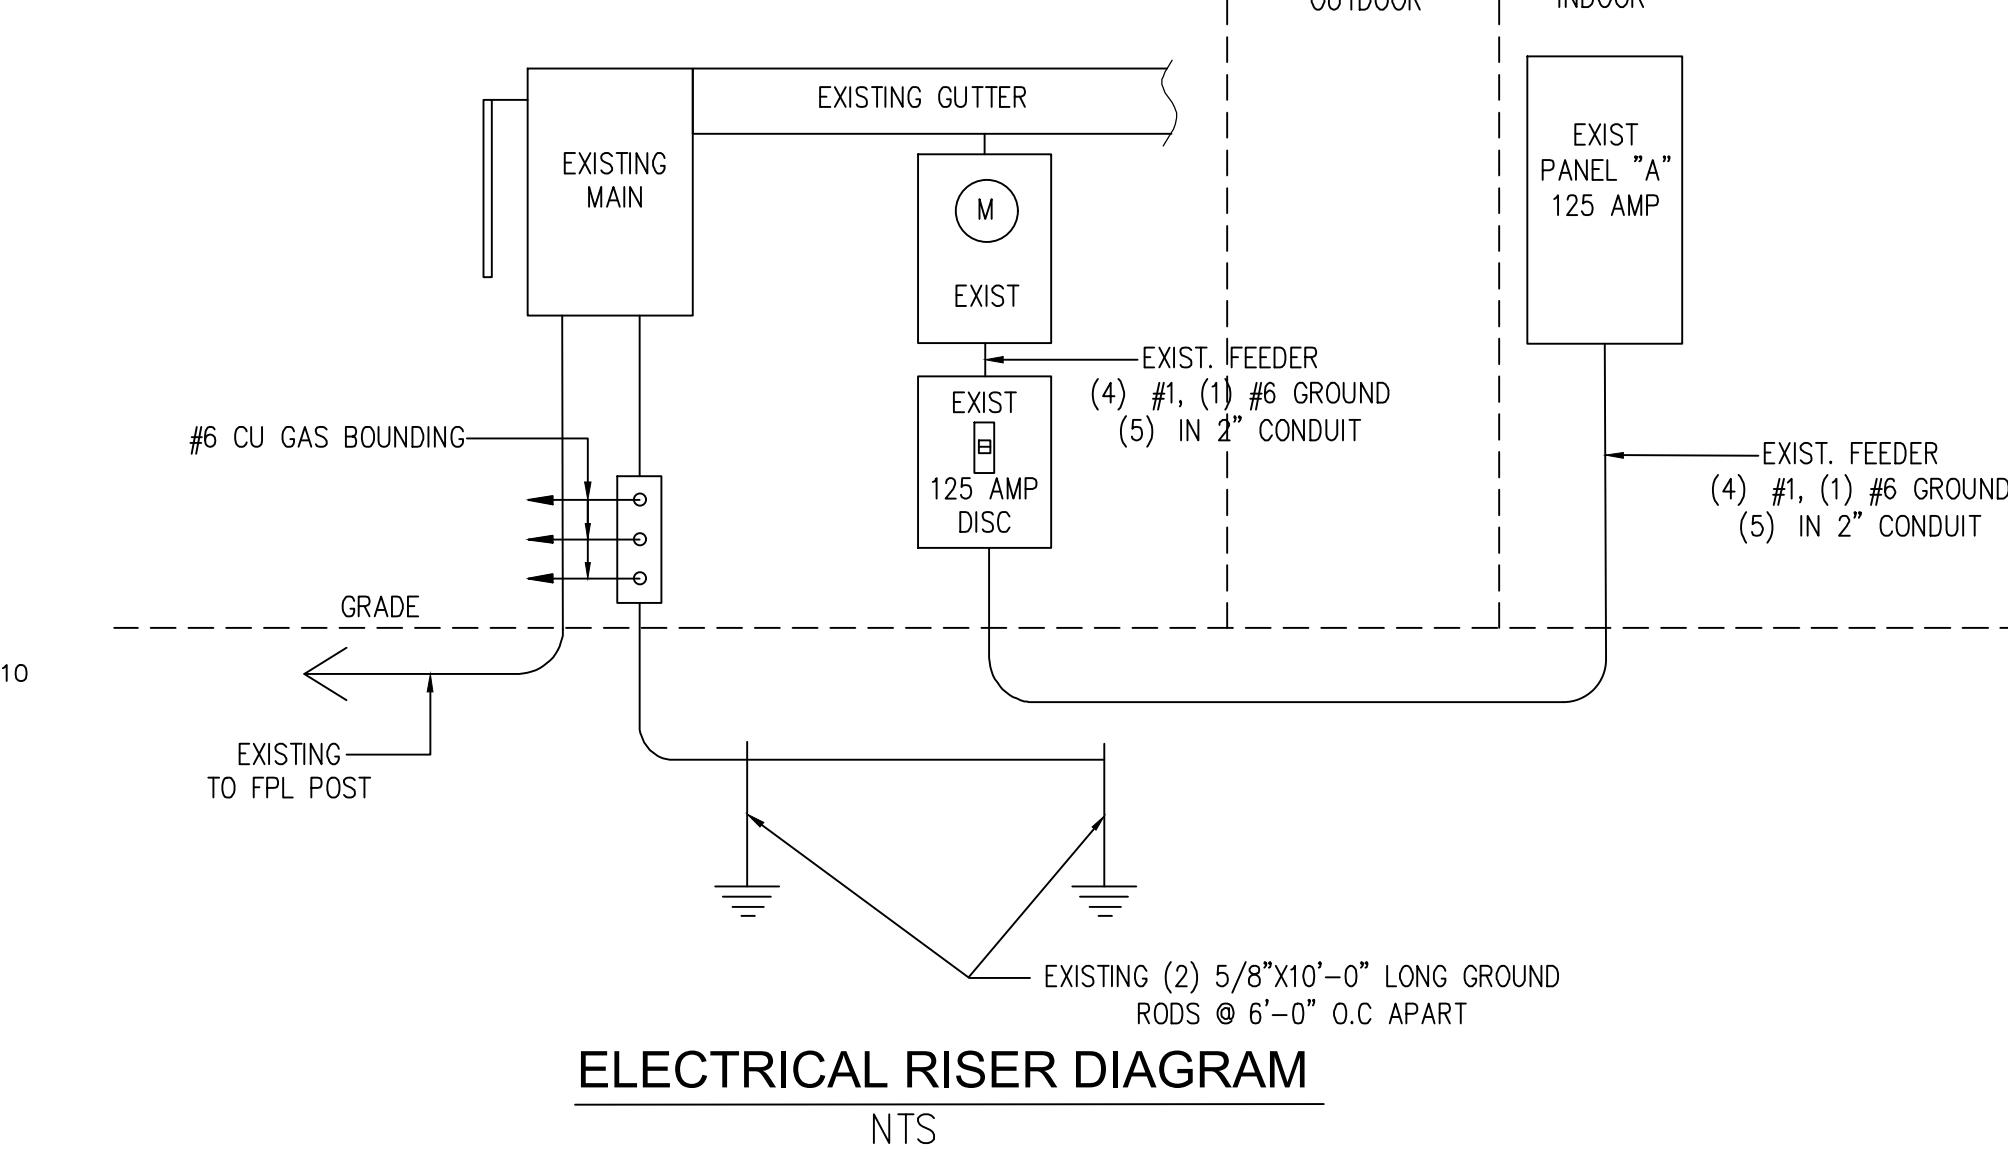 OUTDOOR
INDOOR
EXISTING GUTTER
EXISTING
MAIN
M
EXIST
EXIST
PANEL "A"
125 AMP
EXIST. FEEDER
(4) #1, (1) #6 GROUND
(5) IN 2" CONDUIT
EXIST
125 AMP
DISC
#6 CU GAS BOUNDING
EXIST. FEEDER
(4) #1, (1) #6 GROUND
(5) IN 2" CONDUIT
GRADE
10
EXISTING
TO FPL POST
EXISTING (2) 5/8"X10'-0" LONG GROUND
RODS @ 6'-0" O.C APART
ELECTRICAL RISER DIAGRAM
NTS